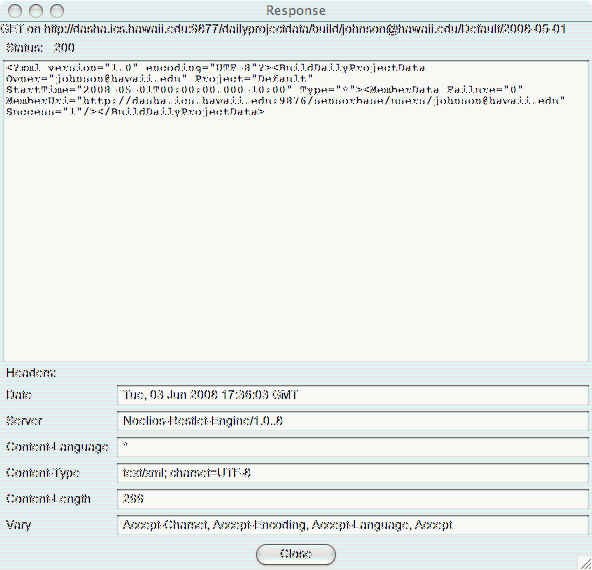 Response
GET on http://dasha.ics.hawaii.edu:9877/dailyprojectdata/build/johnson@hawaii.edu/Default/2008-05-01
Status: 200
<?xml version="1.0" encoding="UTF-8"?><BuildDailyProjectData
Owner="johnson@hawaii.edu" Project="Default"
StartTime="2008-05-01T00:00:00.000-10:00" Type="*"><MemberData Failure="0"
MemberUri="http://dasha.ics.hawaii.edu:9876/sensorbase/users/johnson@hawaii.edu"
Success="1"/></BuildDailyProjectData>
Headers:
Date Tue, 03 Jun 2008 17:36:03 GMT
Server Noelios-Restlet-Engine/1.0..8
Content-Language *
Content-Type text/xml; charset=UTF-8
Content-Length 266
Vary Accept-Charset, Accept-Encoding, Accept-Language, Accept
Close